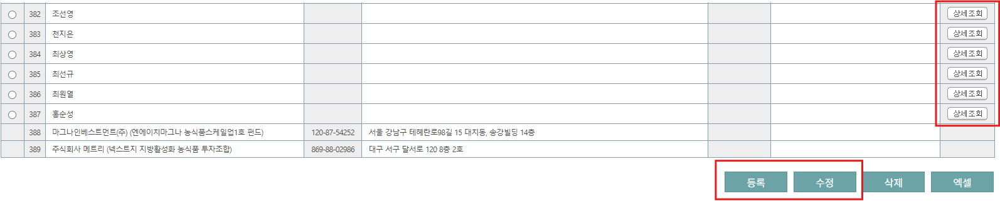 382 조선영 상세조회
383 천지은 상세조회
384 최상영 상세조회
385 최선규 상세조회
386 최원열 상세조회
387 홍순성 상세조회
388 마그나인베스트먼트(주) (엔에이치마그나 농식품스케일업1호 펀드) 120-87-54252 서울 강남구 테헤란로98길 15 대치동, 송강빌딩 14층
389 주식회사 메트리 (넥스트지 지방활성화 농식품 투자조합) 869-88-02986 대구 서구 달서로 120 8층 2호
등록 수정 삭제 엑셀